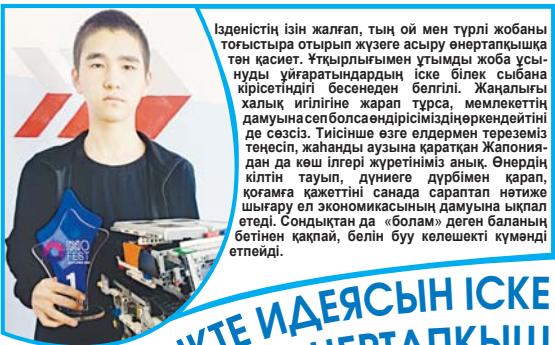 Ізденістің ізін жалғап, тың ой мен түрлі жобаны
тоғыстыра отырып жүзеге асыру өнертапқышқа
тән қасиет. Ұтқырлығымен ұтымды жоба ұсы-
нуды ұйғаратындардың іске білек сыбана
кірісетіндігі бесенеден белгілі. Жаңалығы
халық игілігіне жарап тұрса, мемлекеттің
дамуына сеп болса өндірісіміздің өркендейтіні
де сөзсіз. Тиісінше өзге елдермен тереземіз
теңесіп, жаһанды аузына қаратқан Жапония-
дан да көш ілгері жүретініміз анық. Өнердің
кілтін тауып, дүниеге дүрбімен қарап,
қоғамға қажеттіні санада сараптап нәтиже
шығару ел экономикасының дамуына ықпал
етеді. Сондықтан да «болам» деген баланың
бетінен қақпай, белін буу келешекті күмәнді
етпейді.
FEST
1
ИДЕЯСЫН ІСКЕ